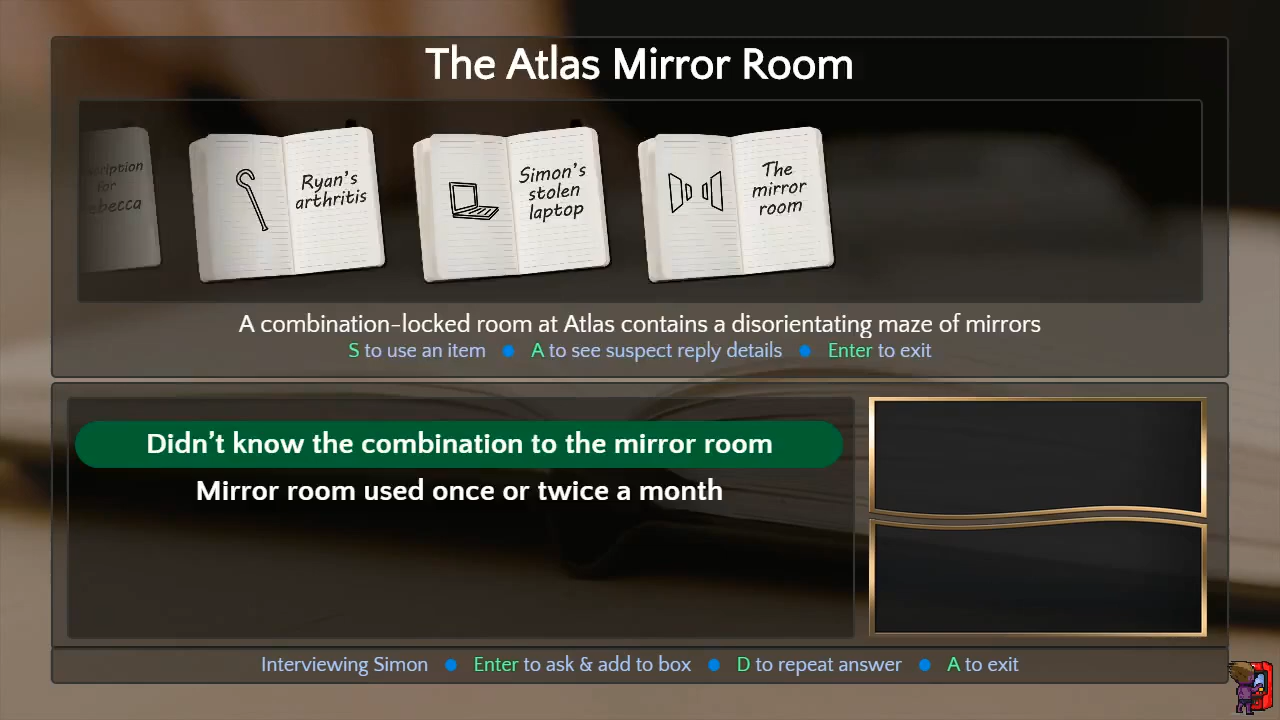 The Atlas Mirror Room
for
Ryan's
arthritis
Simon's
stolen
laptop
The
mirror
room
A combination-locked room at Atlas contains a disorientating maze of mirrors
S to use an item A to see suspect reply details Enter to exit
Didn't know the combination to the mirror room
Mirror room used once or twice a month
Interviewing Simon Enter to ask & add to box D to repeat answer A to exit